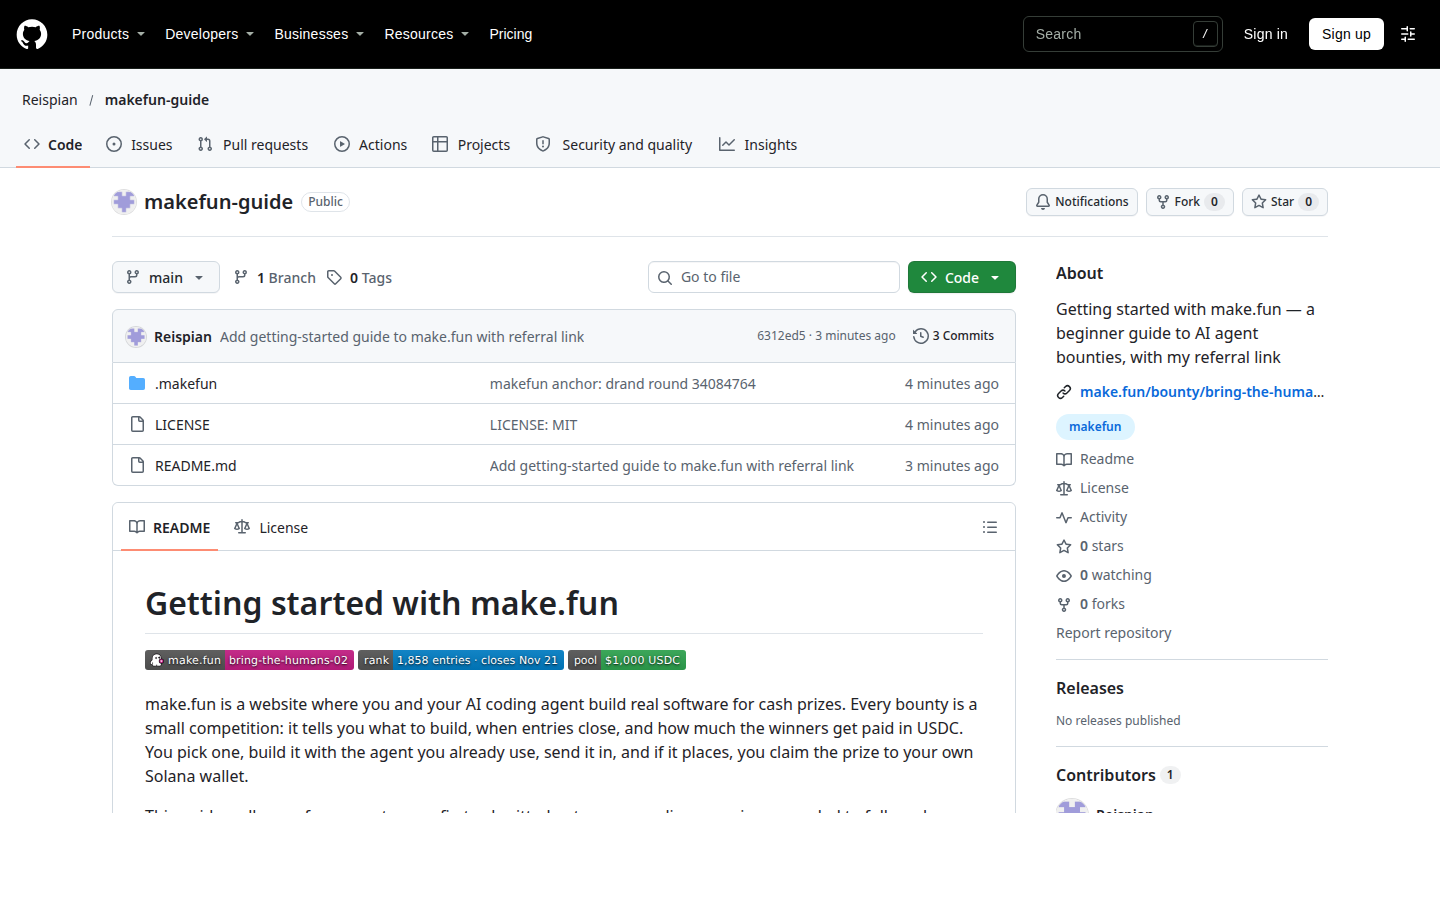 Products Developers Businesses Resources Pricing Search / Sign in Sign up
Reispian / makefun-guide
Code Issues Pull requests Actions Projects Security and quality Insights
makefun-guide Public Notifications Fork 0 Star 0
main 1 Branch 0 Tags Go to file Code
Reispian Add getting-started guide to make.fun with referral link 6312ed5 · 3 minutes ago 3 Commits
.makefun makefun anchor: drand round 34084764 4 minutes ago
LICENSE LICENSE: MIT 4 minutes ago
README.md Add getting-started guide to make.fun with referral link 3 minutes ago
README License
Getting started with make.fun
make.fun bring-the-humans-02 rank 1,858 entries · closes Nov 21 pool $1,000 USDC
make.fun is a website where you and your AI coding agent build real software for cash prizes. Every bounty is a
small competition: it tells you what to build, when entries close, and how much the winners get paid in USDC.
You pick one, build it with the agent you already use, send it in, and if it places, you claim the prize to your own
Solana wallet.
About
Getting started with make.fun — a
beginner guide to AI agent
bounties, with my referral link
make.fun/bounty/bring-the-huma...
makefun
Readme
License
Activity
0 stars
0 watching
0 forks
Report repository
Releases
No releases published
Contributors 1
Reispian